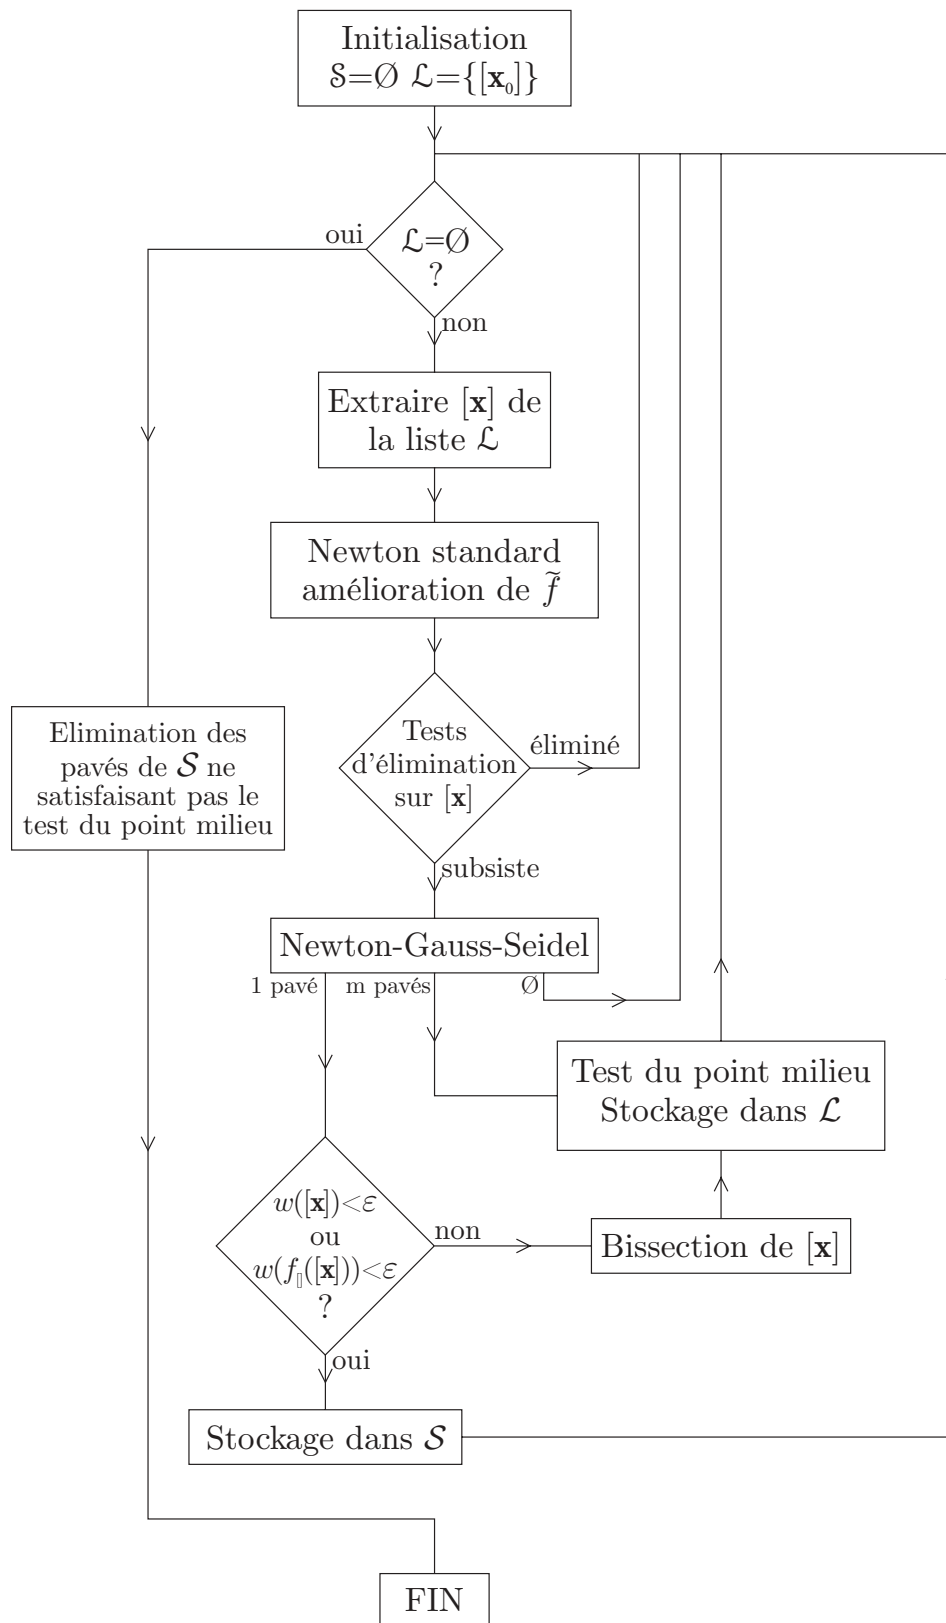 Initialisation
𝒮=Ø ℒ={[𝐱₀]}
oui
ℒ=Ø
?
non
Extraire [𝐱] de
la liste ℒ
Newton standard
amélioration de f̃
Elimination des
pavés de 𝒮 ne
satisfaisant pas le
test du point milieu
Tests
d'élimination
sur [𝐱]
éliminé
subsiste
Newton-Gauss-Seidel
1 pavé
m pavés
Ø
Test du point milieu
Stockage dans ℒ
w([𝐱])<ε
ou
w(f[]([𝐱]))<ε
?
non
Bissection de [𝐱]
oui
Stockage dans 𝒮
FIN